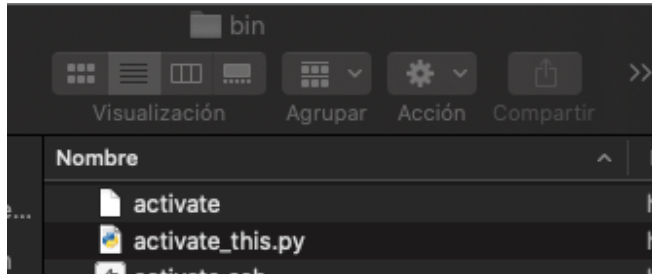 bin
Visualización Agrupar Acción Compartir
Nombre
activate
activate_this.py